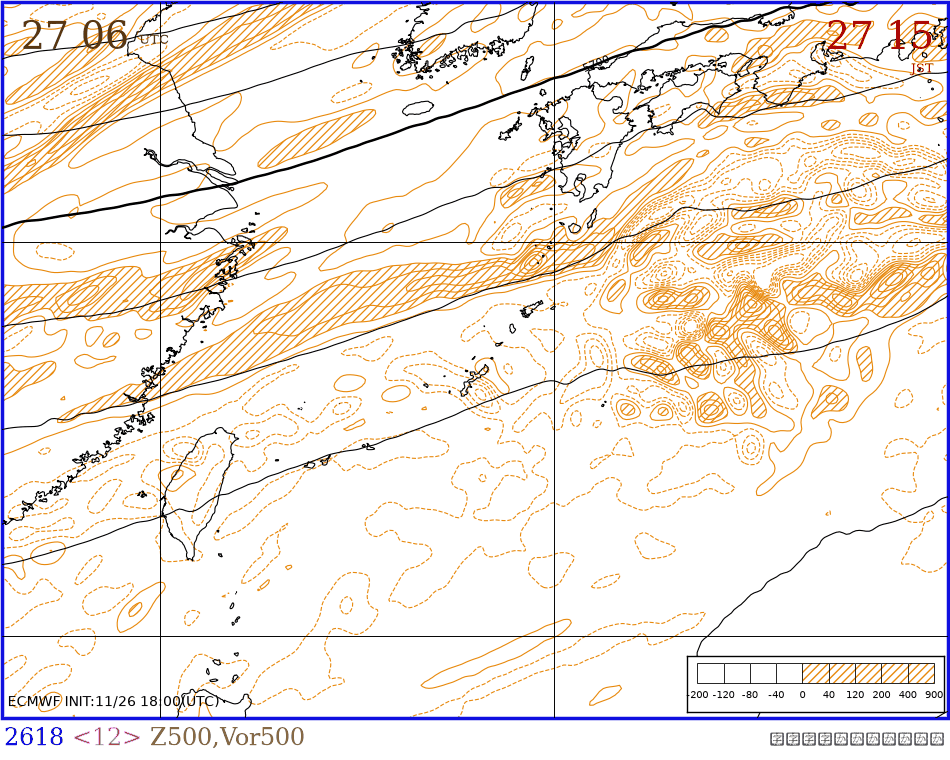 27 06 UTC
27 15 JST
5700
ECMWF INIT:11/26 18:00(UTC)
-200 -120 -80 -40 0 40 120 200 400 900
2618 <12> Z500,Vor500